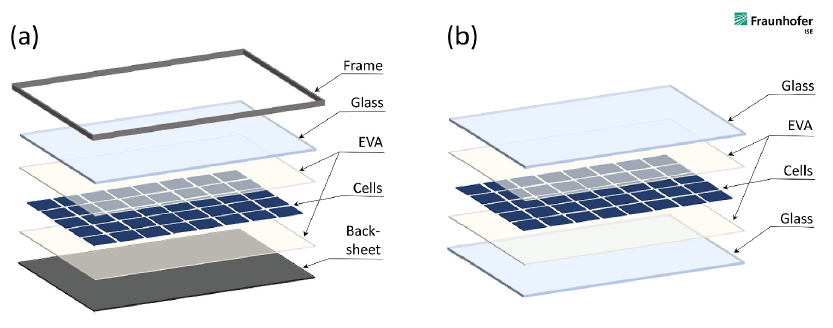 (a)
Frame
Glass
EVA
Cells
Back-
sheet
(b)
Fraunhofer
ISE
Glass
EVA
Cells
Glass